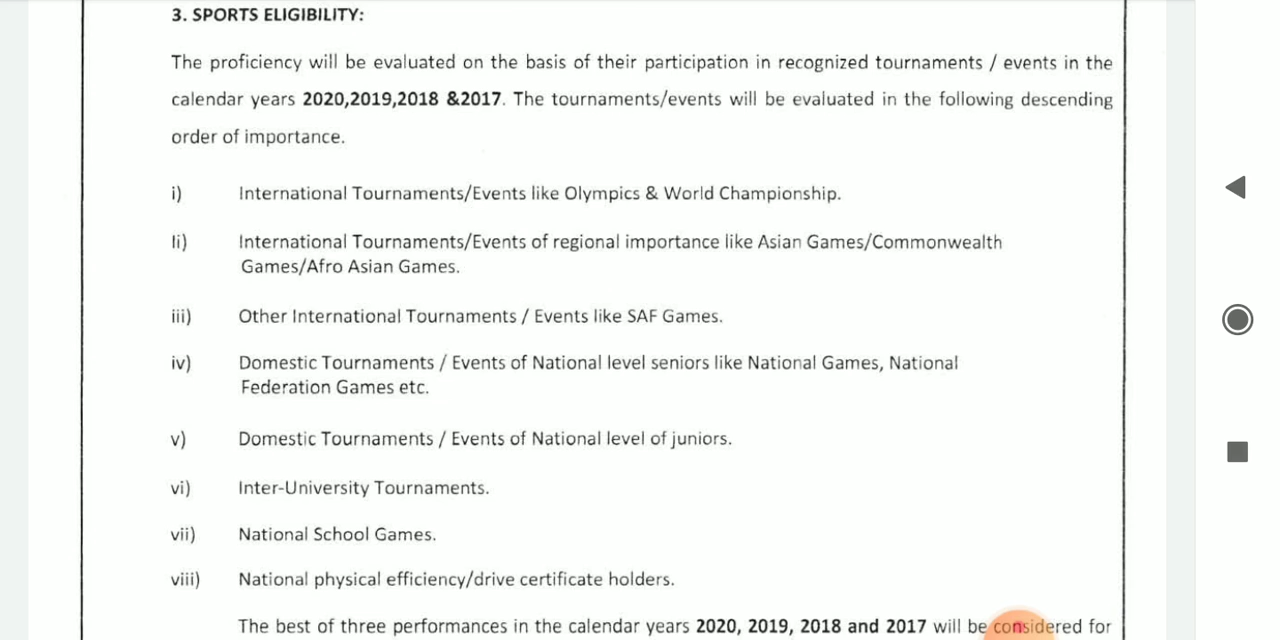 3. SPORTS ELIGIBILITY:
The proficiency will be evaluated on the basis of their participation in recognized tournaments / events in the
calendar years 2020,2019,2018 &2017. The tournaments/events will be evaluated in the following descending
order of importance.
i) International Tournaments/Events like Olympics & World Championship.
Ii) International Tournaments/Events of regional importance like Asian Games/Commonwealth
Games/Afro Asian Games.
iii) Other International Tournaments / Events like SAF Games.
iv) Domestic Tournaments / Events of National level seniors like National Games, National
Federation Games etc.
v) Domestic Tournaments / Events of National level of juniors.
vi) Inter-University Tournaments.
vii) National School Games.
viii) National physical efficiency/drive certificate holders.
The best of three performances in the calendar years 2020, 2019, 2018 and 2017 will be considered for